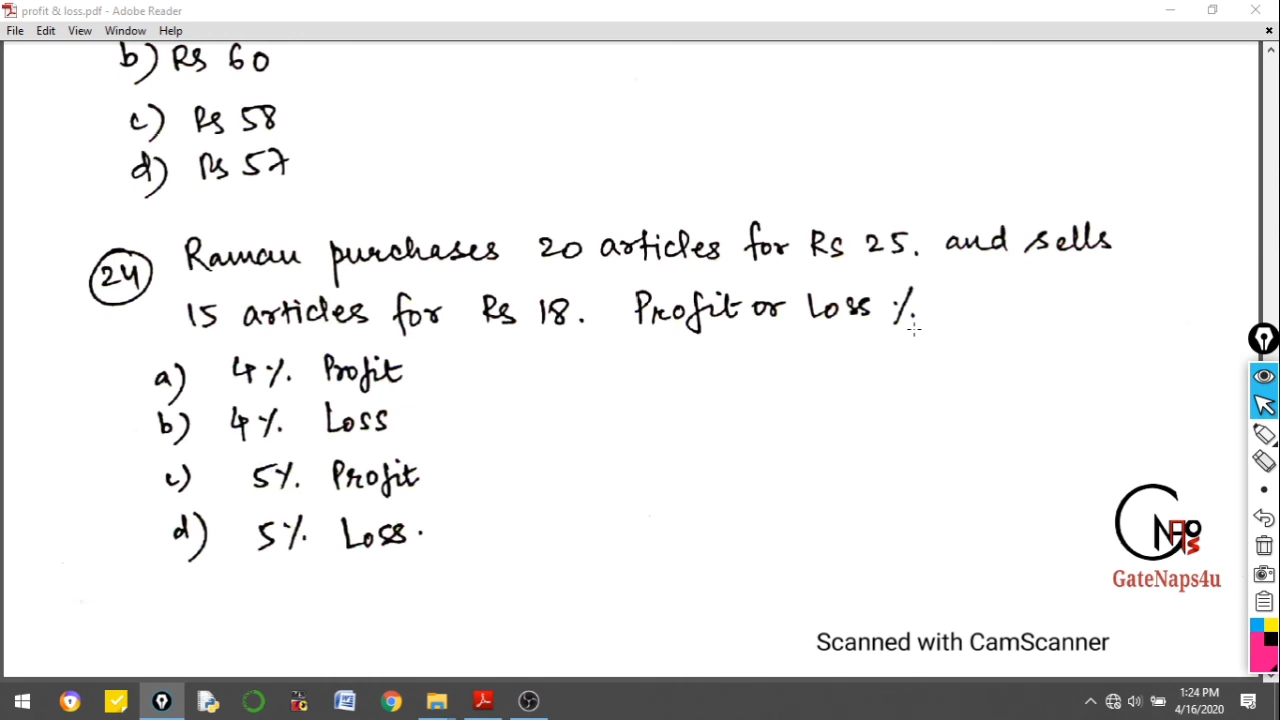 profit & loss.pdf - Adobe Reader
File Edit View Window Help
b) Rs 60
c) Rs 58
d) Rs 57
24 Raman purchases 20 articles for Rs 25. and sells
15 articles for Rs 18. Profit or Loss %.
a) 4%. Profit
b) 4%. Loss
c) 5%. Profit
d) 5%. Loss.
GNAPs
GateNaps4u
Scanned with CamScanner
1:24 PM
4/16/2020